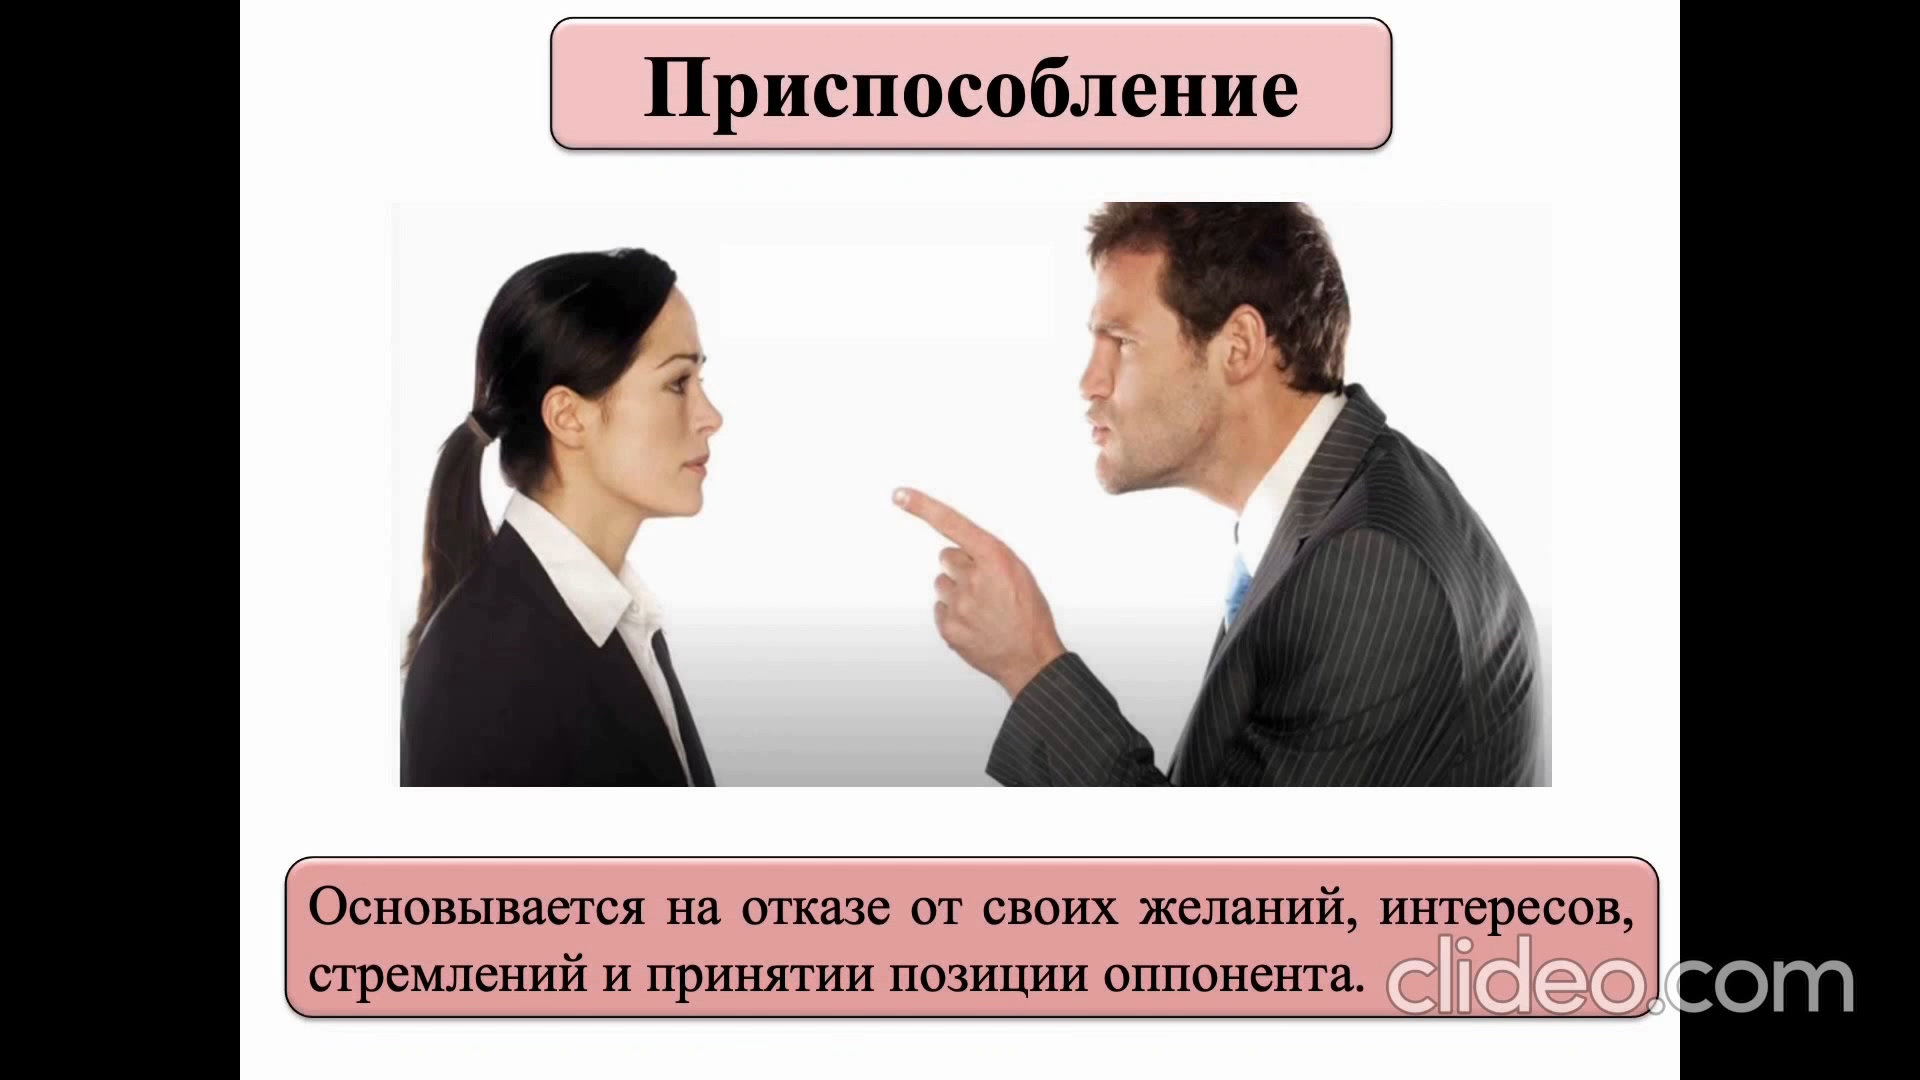 Приспособление
Основывается на отказе от своих желаний, интересов,
стремлений и принятии позиции оппонента.
clideo.com